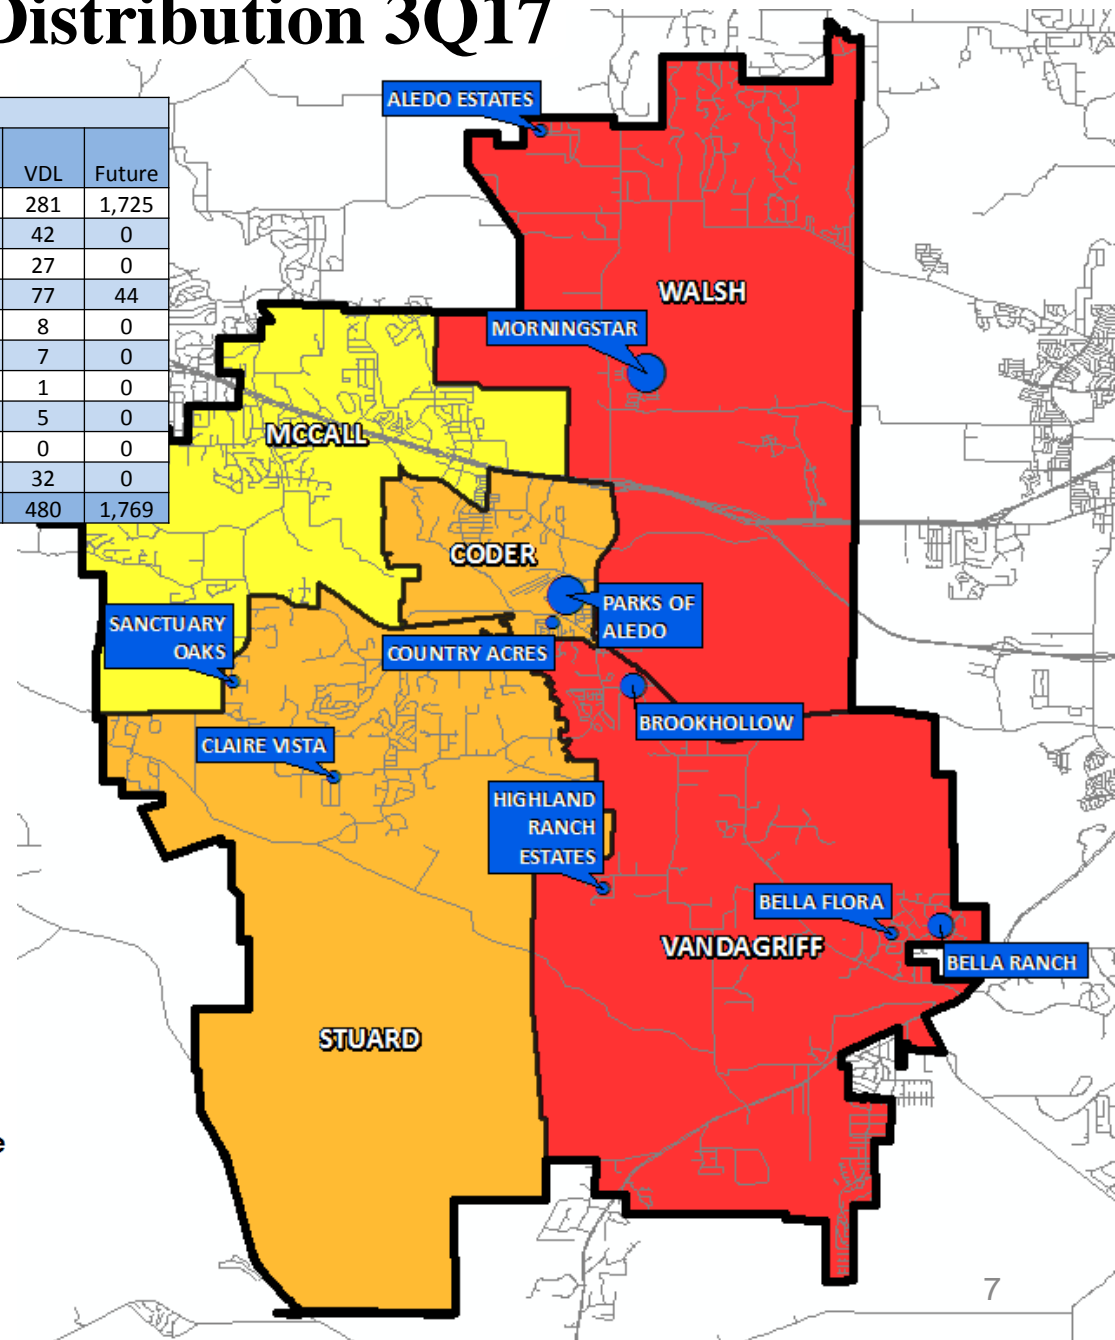 Distribution 3Q17
VDL Future
281 1,725
42 0
27 0
77 44
8 0
7 0
1 0
5 0
0 0
32 0
480 1,769
ALEDO ESTATES
WALSH
MORNINGSTAR
MCCALL
CODER
PARKS OF
ALEDO
SANCTUARY
OAKS
COUNTRY ACRES
BROOKHOLLOW
CLAIRE VISTA
HIGHLAND
RANCH
ESTATES
BELLA FLORA
VANDAGRIFF
BELLA RANCH
STUARD
e
7